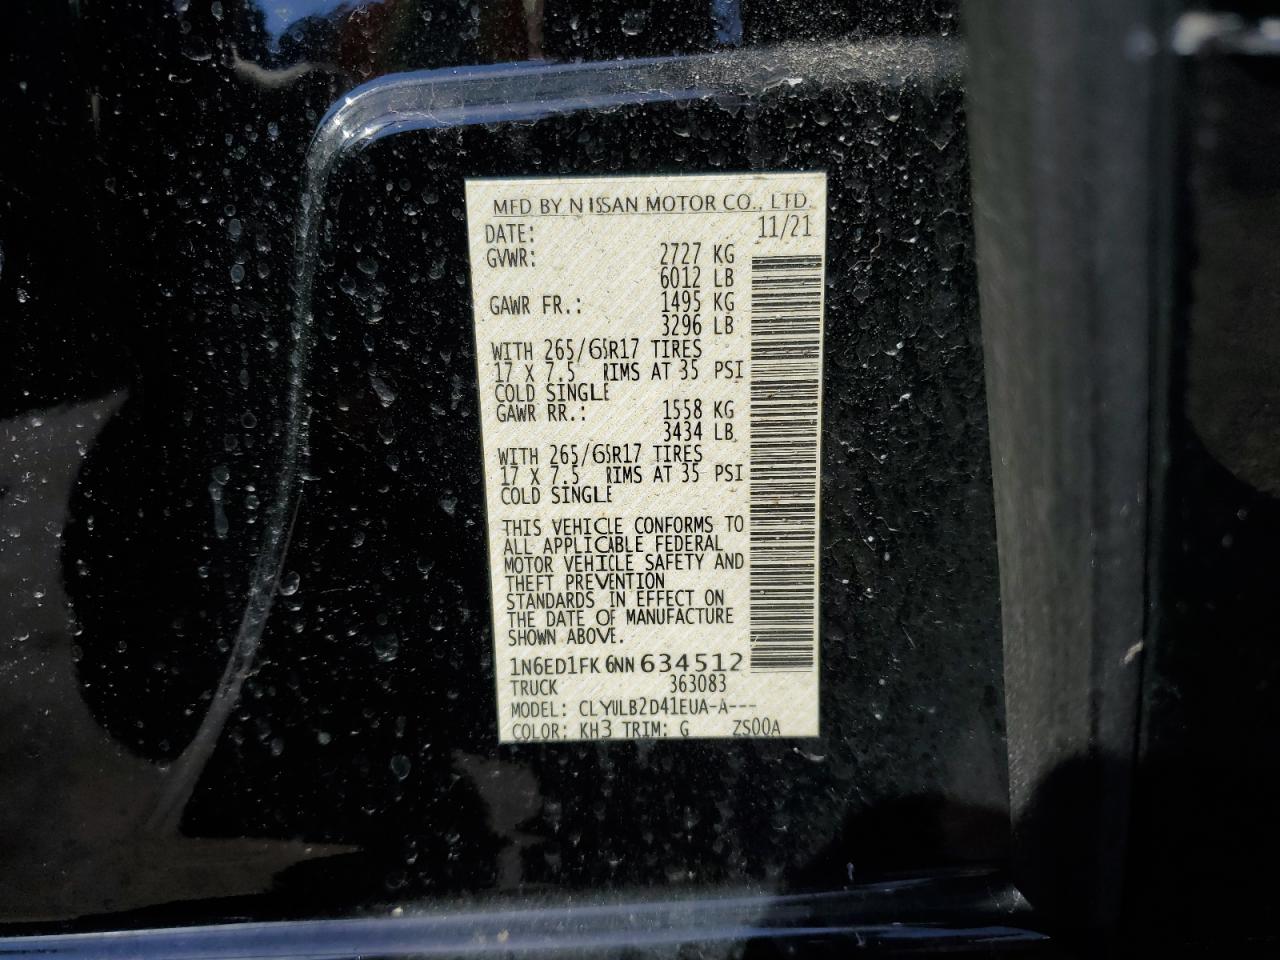 MFD BY NISSAN MOTOR CO., LTD.
DATE: 11/21
GVWR: 2727 KG
6012 LB
GAWR FR.: 1495 KG
3296 LB
WITH 265/65R17 TIRES
17 X 7.5 RIMS AT 35 PSI
COLD SINGLE
GAWR RR.: 1558 KG
3434 LB
WITH 265/65R17 TIRES
17 X 7.5 RIMS AT 35 PSI
COLD SINGLE
THIS VEHICLE CONFORMS TO
ALL APPLICABLE FEDERAL
MOTOR VEHICLE SAFETY AND
THEFT PREVENTION
STANDARDS IN EFFECT ON
THE DATE OF MANUFACTURE
SHOWN ABOVE.
1N6ED1FK6NN634512
TRUCK 363083
MODEL: CLYULB2D41EUA-A---
COLOR: KH3 TRIM: G ZS00A